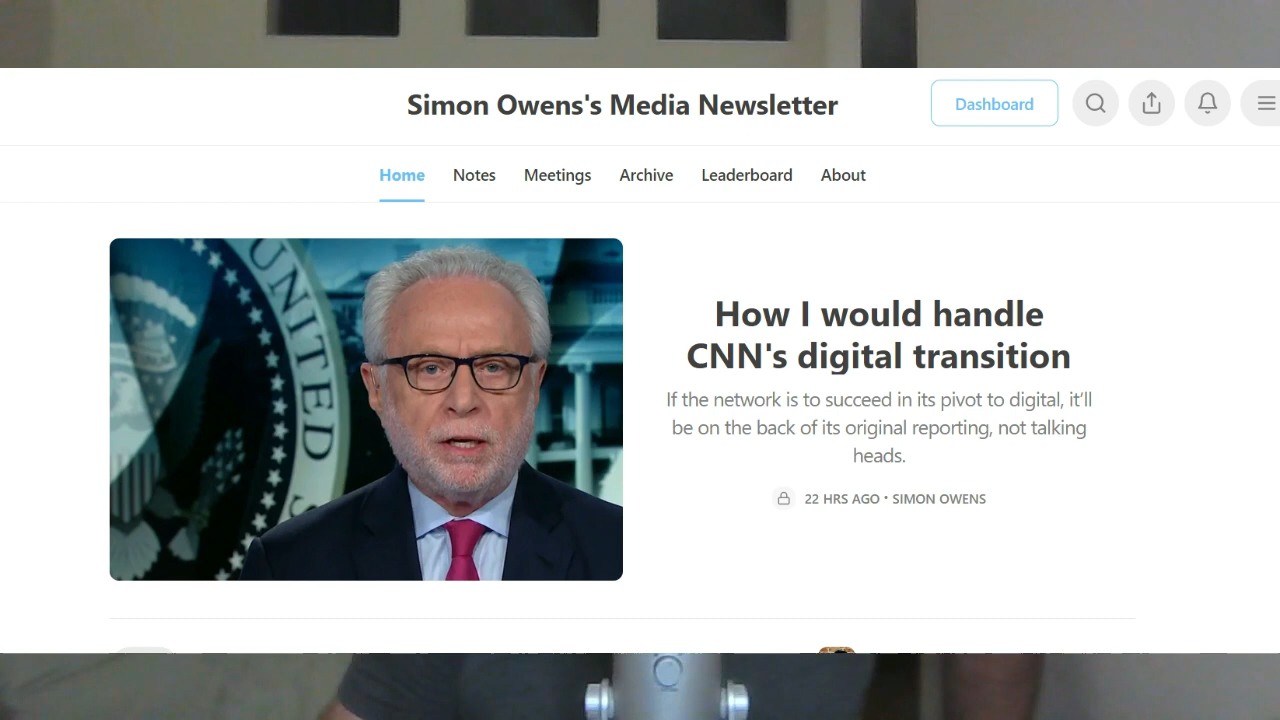 Simon Owens's Media Newsletter
Dashboard
Home Notes Meetings Archive Leaderboard About
UNITED S
How I would handle
CNN's digital transition
If the network is to succeed in its pivot to digital, it'll
be on the back of its original reporting, not talking
heads.
22 HRS AGO • SIMON OWENS